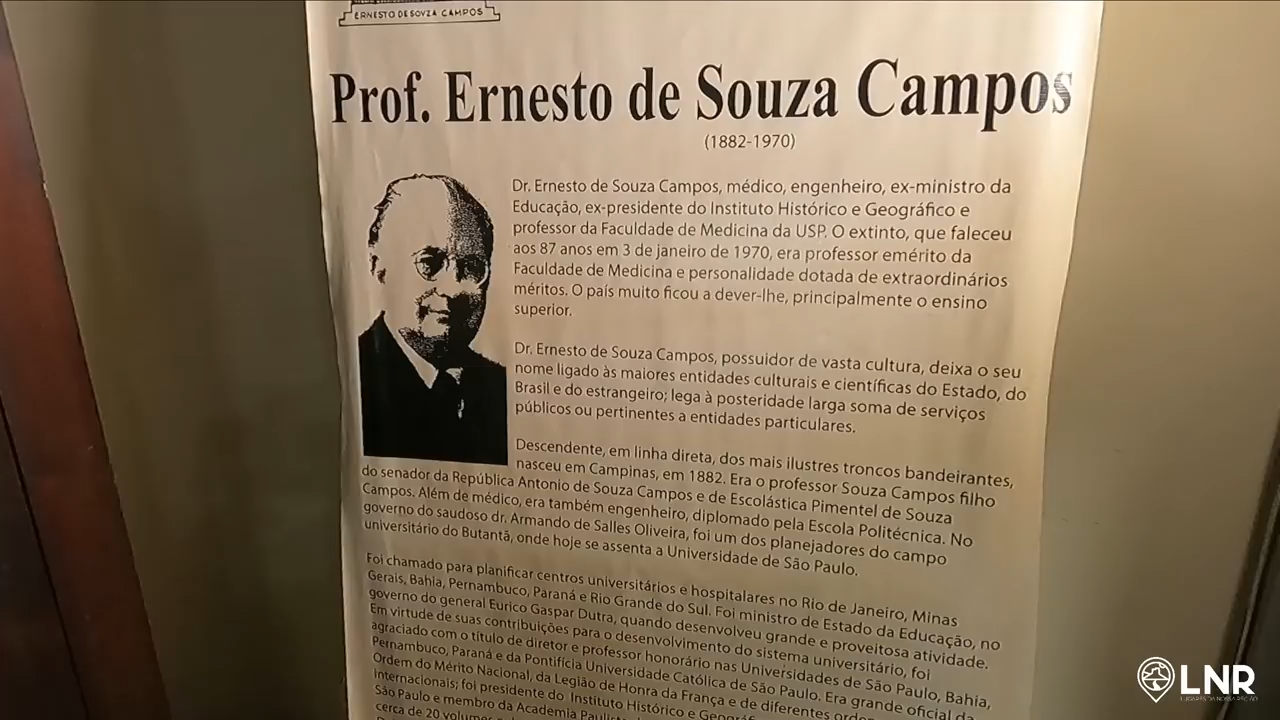 ERNESTO DE SOVZA CAMPOS
Prof. Ernesto de Souza Campos
(1882-1970)
Dr. Ernesto de Souza Campos, médico, engenheiro, ex-ministro da
Educação, ex-presidente do Instituto Histórico e Geográfico e
professor da Faculdade de Medicina da USP. O extinto, que faleceu
aos 87 anos em 3 de janeiro de 1970, era professor emérito da
Faculdade de Medicina e personalidade dotada de extraordinários
méritos. O país muito ficou a dever-lhe, principalmente o ensino
superior.
Dr. Ernesto de Souza Campos, possuidor de vasta cultura, deixa o seu
nome ligado às maiores entidades culturais e científicas do Estado, do
Brasil e do estrangeiro; lega à posteridade larga soma de serviços
públicos ou pertinentes a entidades particulares.
Descendente, em linha direta, dos mais ilustres troncos bandeirantes,
nasceu em Campinas, em 1882. Era o professor Souza Campos filho
do senador da República Antonio de Souza Campos e de Escolástica Pimentel de Souza
Campos. Além de médico, era também engenheiro, diplomado pela Escola Politécnica. No
governo do saudoso dr. Armando de Salles Oliveira, foi um dos planejadores do campo
universitário do Butantã, onde hoje se assenta a Universidade de São Paulo.
Foi chamado para planificar centros universitários e hospitalares no Rio de Janeiro, Minas
Gerais, Bahia, Pernambuco, Paraná e Rio Grande do Sul. Foi ministro de Estado da Educação, no
governo do general Eurico Gaspar Dutra, quando desenvolveu grande e proveitosa atividade.
Em virtude de suas contribuições para o desenvolvimento do sistema universitário, foi
agraciado com o título de diretor e professor honorário nas Universidades de São Paulo, Bahia,
Pernambuco, Paraná e da Pontifícia Universidade Católica de São Paulo. Era grande oficial da
Ordem do Mérito Nacional, da Legião de Honra da França e de diferentes
internacionais; foi presidente do Instituto Histórico e
São Paulo e membro da Academia
cerca de 20
LNR
LUGARES DA NOSSA REGIÃO